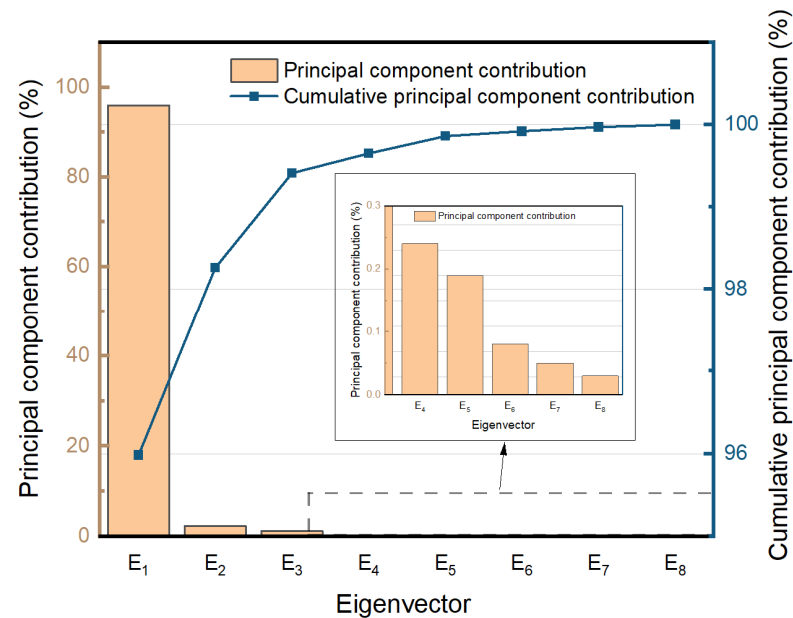 Principal component contribution (%)
100
80
60
40
20
0
Principal component contribution
Cumulative principal component contribution
Principal component contribution (%)
0.3
0.2
0.1
0.0
Principal component contribution
E₄ E₅ E₆ E₇ E₈
Eigenvector
100
98
96
Cumulative principal component contribution (%)
E₁ E₂ E₃ E₄ E₅ E₆ E₇ E₈
Eigenvector